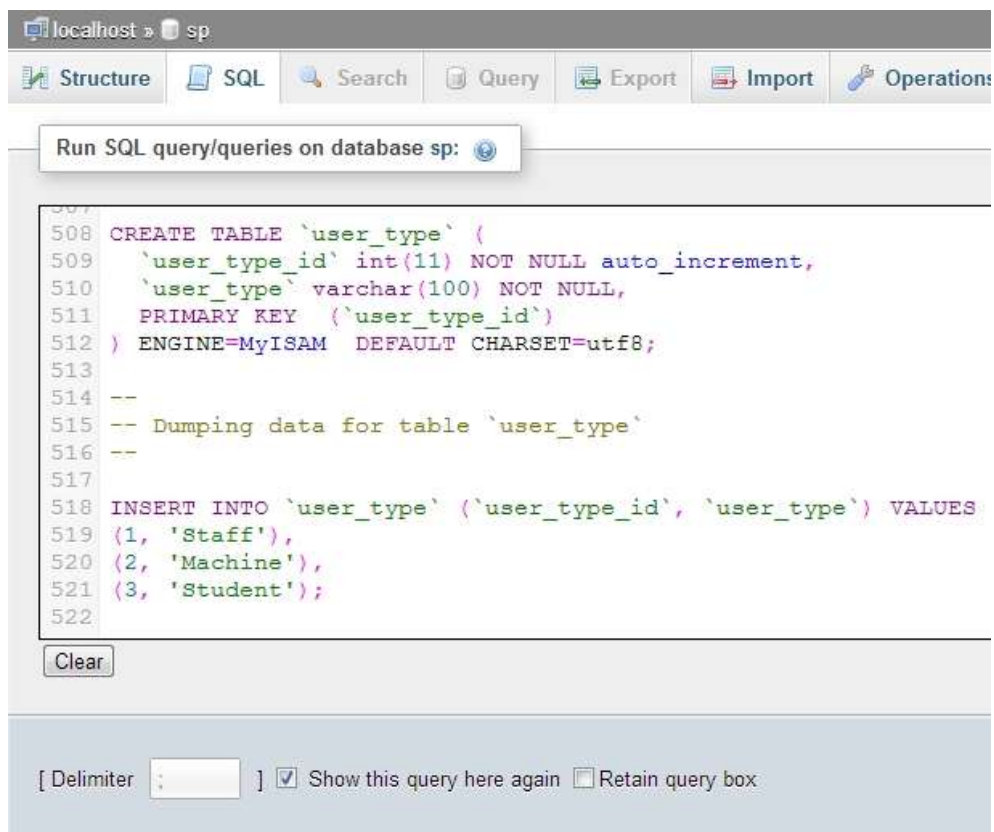 localhost » sp
Structure SQL Search Query Export Import Operations
Run SQL query/queries on database sp:
507
508 CREATE TABLE `user_type` (
509 `user_type_id` int(11) NOT NULL auto_increment,
510 `user_type` varchar(100) NOT NULL,
511 PRIMARY KEY  (`user_type_id`)
512 ) ENGINE=MyISAM  DEFAULT CHARSET=utf8;
513
514 --
515 -- Dumping data for table `user_type`
516 --
517
518 INSERT INTO `user_type` (`user_type_id`, `user_type`) VALUES
519 (1, 'Staff'),
520 (2, 'Machine'),
521 (3, 'Student');
522
Clear
[ Delimiter ; ] Show this query here again Retain query box